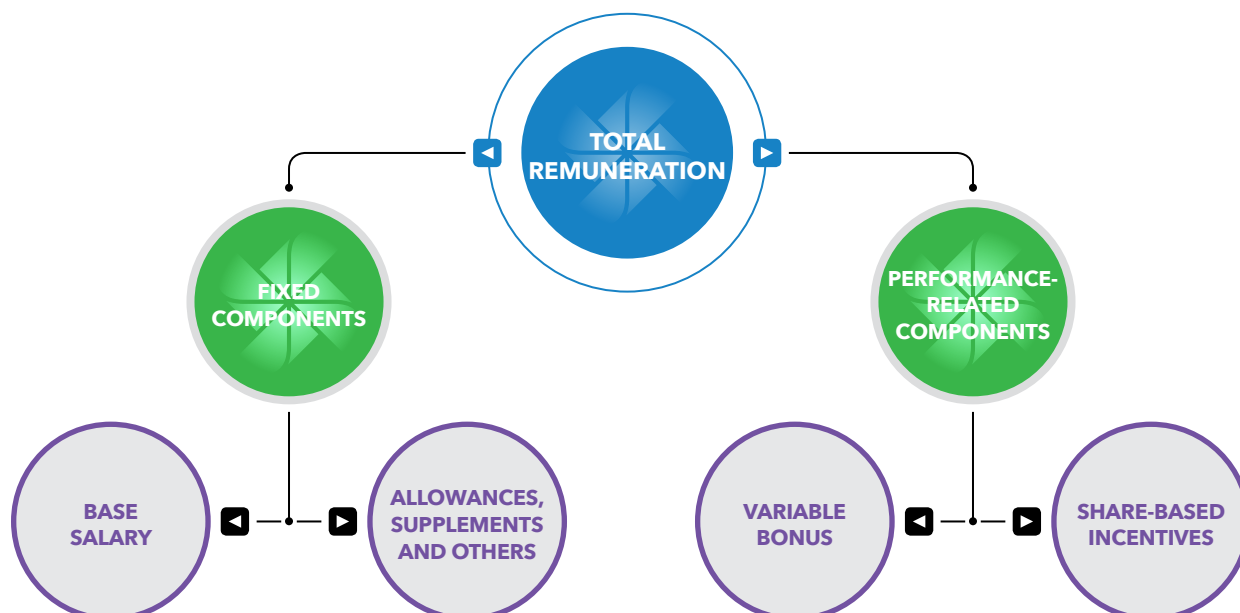 TOTAL
REMUNERATION
FIXED
COMPONENTS
PERFORMANCE-
RELATED
COMPONENTS
BASE
SALARY
ALLOWANCES,
SUPPLEMENTS
AND OTHERS
VARIABLE
BONUS
SHARE-BASED
INCENTIVES